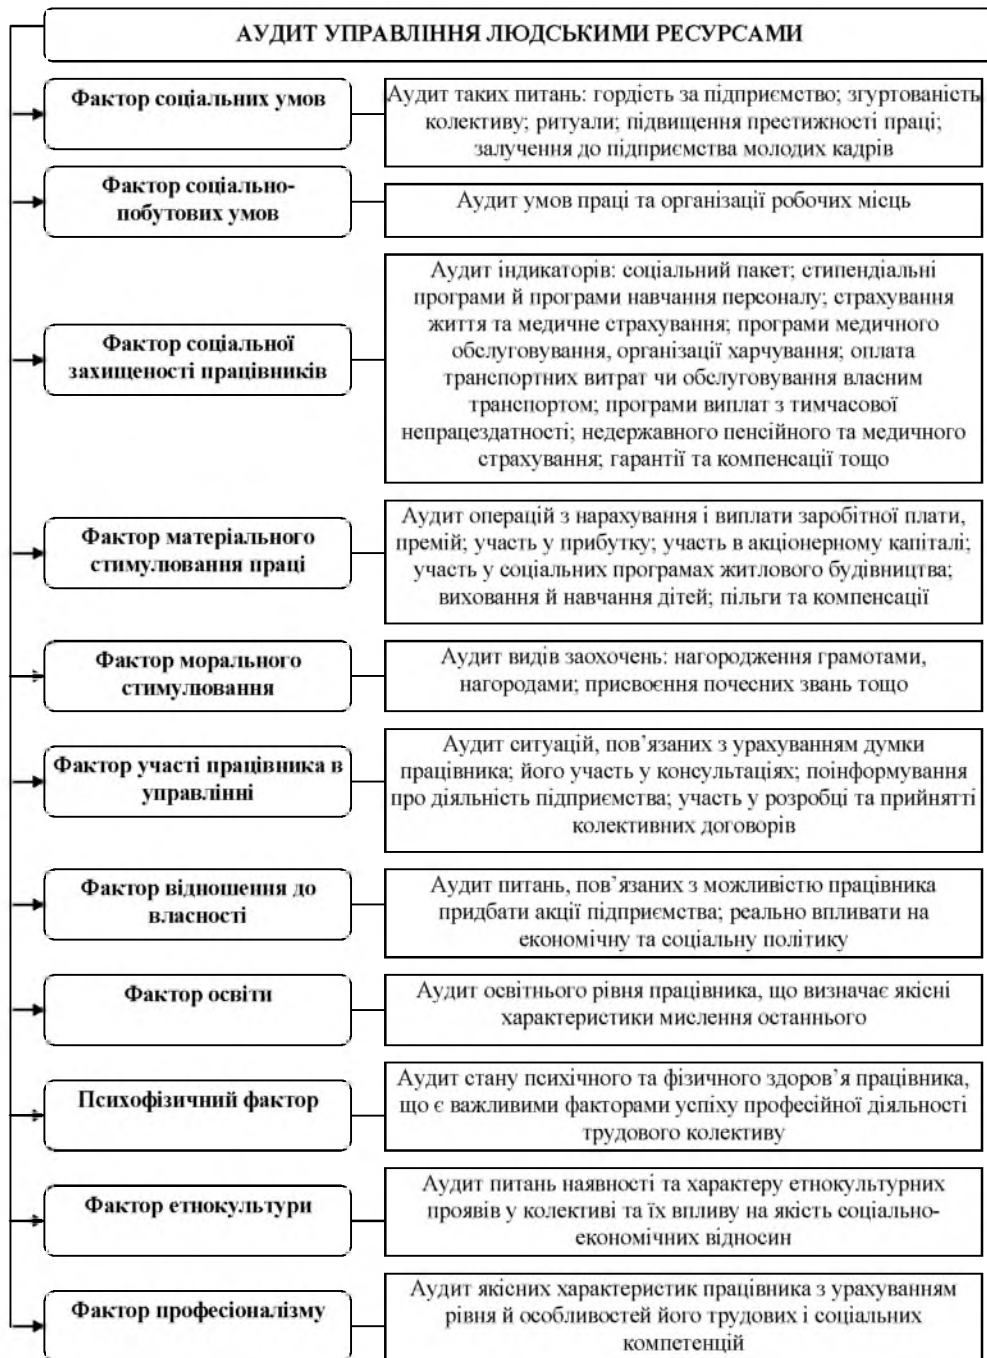 АУДИТ УПРАВЛІННЯ ЛЮДСЬКИМИ РЕСУРСАМИ
Фактор соціальних умов
Аудит таких питань: гордість за підприємство; згуртованість
колективу; ритуали; підвищення престижності праці;
залучення до підприємства молодих кадрів
Фактор соціально-
побутових умов
Аудит умов праці та організації робочих місць
Фактор соціальної
захищеності працівників
Аудит індикаторів: соціальний пакет; стипендіальні
програми й програми навчання персоналу; страхування
життя та медичне страхування; програми медичного
обслуговування, організації харчування; оплата
транспортних витрат чи обслуговування власним
транспортом; програми виплат з тимчасової
непрацездатності; недержавного пенсійного та медичного
страхування; гарантії та компенсації тощо
Фактор матеріального
стимулювання праці
Аудит операцій з нарахування і виплати заробітної плати,
премій; участь у прибутку; участь в акціонерному капіталі;
участь у соціальних програмах житлового будівництва;
виховання й навчання дітей; пільги та компенсації
Фактор морального
стимулювання
Аудит видів заохочень: нагородження грамотами,
нагородами; присвоєння почесних звань тощо
Фактор участі працівника в
управлінні
Аудит ситуацій, пов’язаних з урахуванням думки
працівника; його участь у консультаціях; поінформування
про діяльність підприємства; участь у розробці та прийнятті
колективних договорів
Фактор відношення до
власності
Аудит питань, пов’язаних з можливістю працівника
придбати акції підприємства; реально впливати на
економічну та соціальну політику
Фактор освіти
Аудит освітнього рівня працівника, що визначає якісні
характеристики мислення останнього
Психофізичний фактор
Аудит стану психічного та фізичного здоров’я працівника,
що є важливими факторами успіху професійної діяльності
трудового колективу
Фактор етнокультури
Аудит питань наявності та характеру етнокультурних
проявів у колективі та їх впливу на якість соціально-
економічних відносин
Фактор професіоналізму
Аудит якісних характеристик працівника з урахуванням
рівня й особливостей його трудових і соціальних
компетенцій